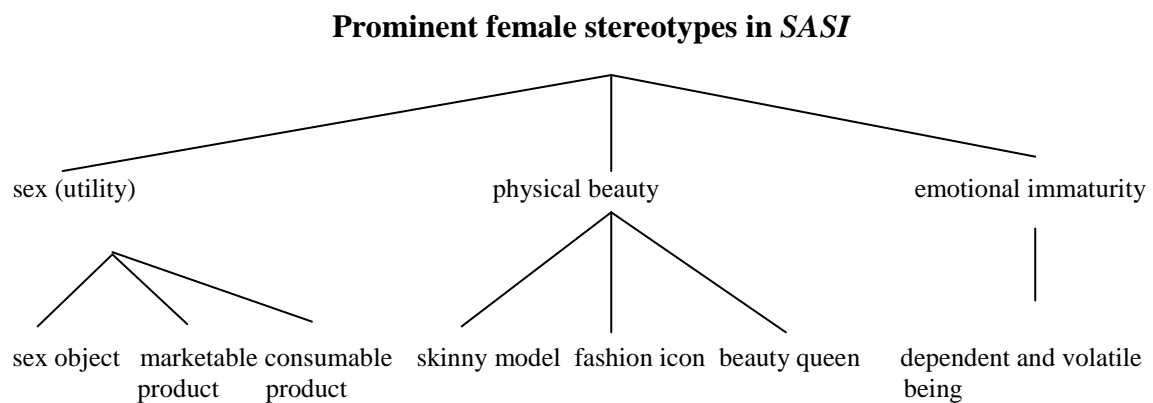 Prominent female stereotypes in SASI
sex (utility) physical beauty emotional immaturity
sex object marketable consumable skinny model fashion icon beauty queen dependent and volatile
product product being